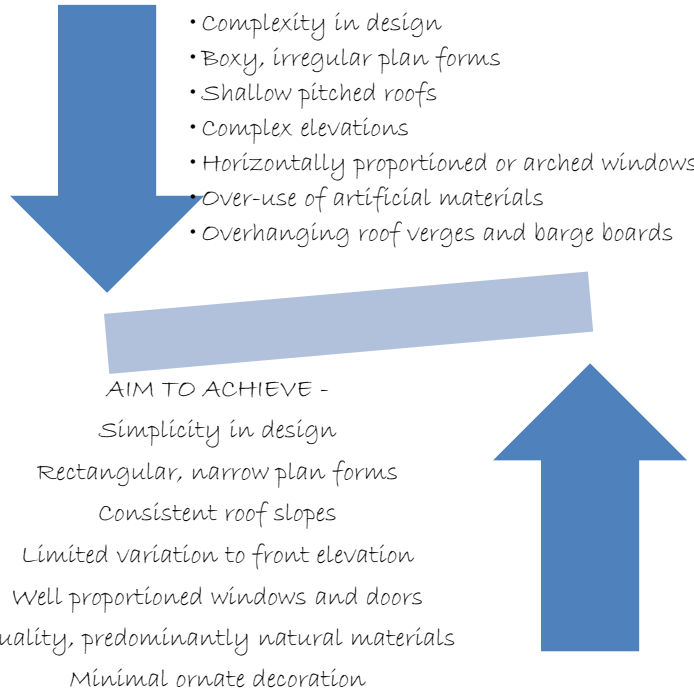 • Complexity in design
• Boxy, irregular plan forms
• Shallow pitched roofs
• Complex elevations
• Horizontally proportioned or arched windows
• Over-use of artificial materials
• Overhanging roof verges and barge boards
AIM TO ACHIEVE -
Simplicity in design
Rectangular, narrow plan forms
Consistent roof slopes
Limited variation to front elevation
Well proportioned windows and doors
uality, predominantly natural materials
Minimal ornate decoration